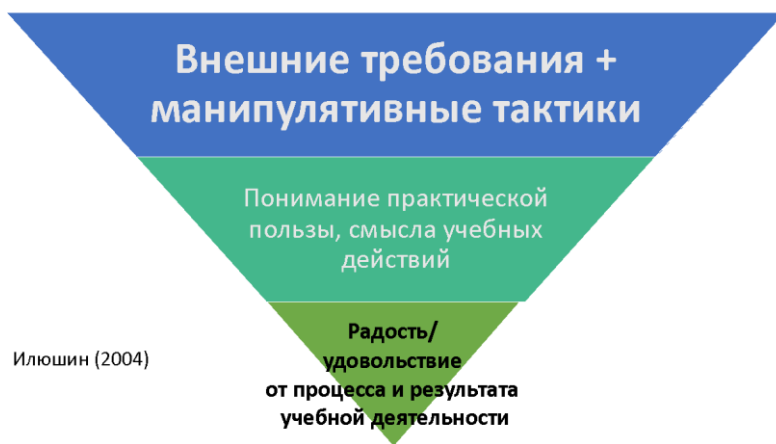 Внешние требования +
манипулятивные тактики
Понимание практической
пользы, смысла учебных
действий
Радость/
удовольствие
от процесса и результата
учебной деятельности
Илюшин (2004)